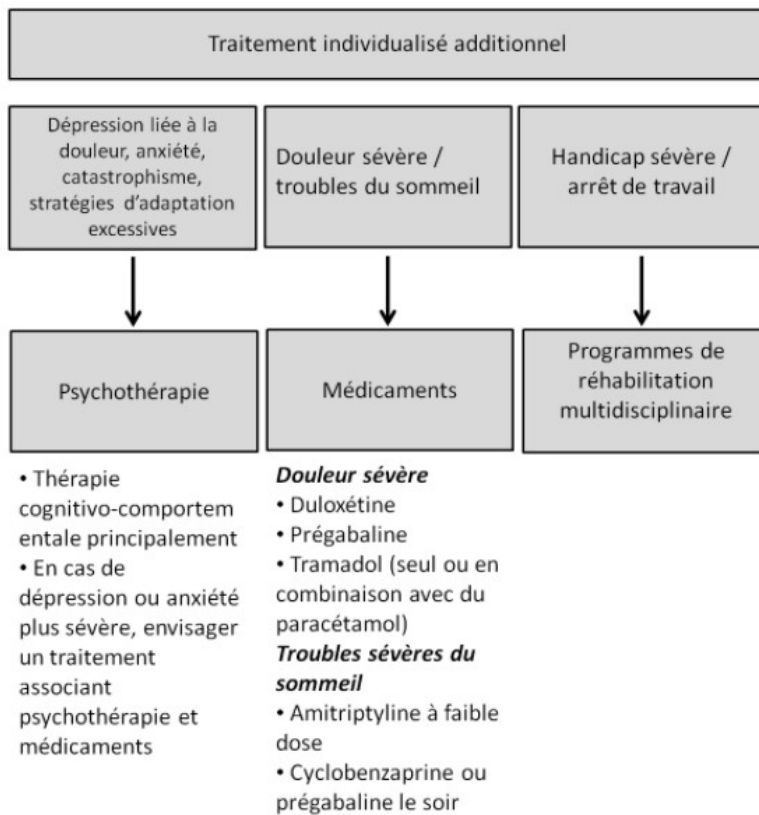 Traitement individualisé additionnel
Dépression liée à la
douleur, anxiété,
catastrophisme,
stratégies d'adaptation
excessives
Douleur sévère /
troubles du sommeil
Handicap sévère /
arrêt de travail
Psychothérapie
Médicaments
Programmes de
réhabilitation
multidisciplinaire
• Thérapie
cognitivo-comportem
entale principalement
• En cas de
dépression ou anxiété
plus sévère, envisager
un traitement
associant
psychothérapie et
médicaments
Douleur sévère
• Duloxétine
• Prégabaline
• Tramadol (seul ou en
combinaison avec du
paracétamol)
Troubles sévères du
sommeil
• Amitriptyline à faible
dose
• Cyclobenzaprine ou
prégabaline le soir